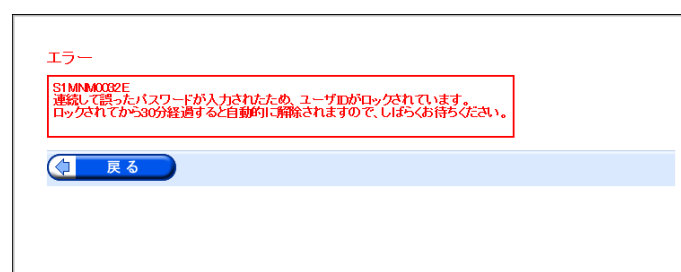 エラー
S1MNM0032E
連続して誤ったパスワードが入力されたため、ユーザIDがロックされています。
ロックされてから30分経過すると自動的に解除されますので、しばらくお待ちください。
戻る